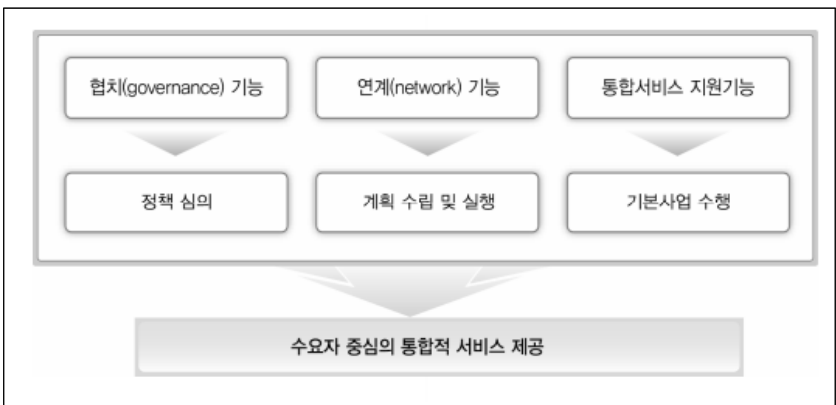 협치(governance) 기능
연계(network) 기능
통합서비스 지원기능
정책 심의
계획 수립 및 실행
기본사업 수행
수요자 중심의 통합적 서비스 제공